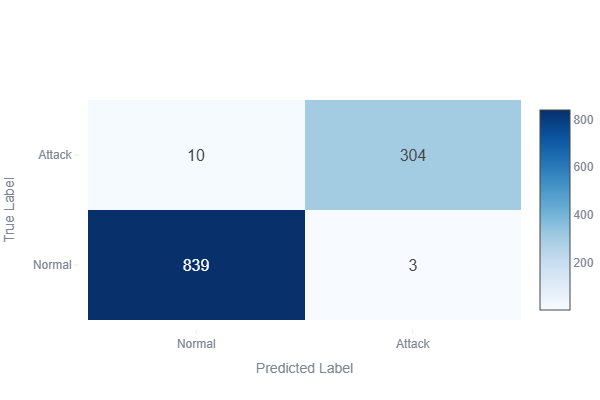 True Label
Attack
10
304
Normal
839
3
Normal
Attack
Predicted Label
800
600
400
200